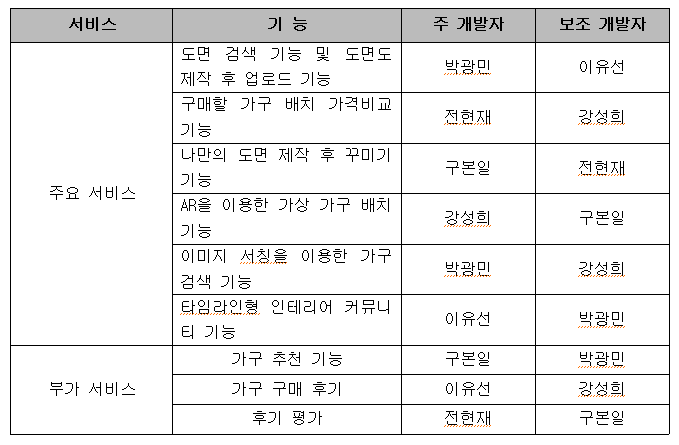 서비스 기 능 주 개발자 보조 개발자
도면 검색 기능 및 도면도
제작 후 업로드 기능
박광민 이유선
구매할 가구 배치 가격비교
기능
전현재 강성희
나만의 도면 제작 후 꾸미기
기능
구본일 전현재
주요 서비스
AR을 이용한 가상 가구 배치
기능
강성희 구본일
이미지 서칭을 이용한 가구
검색 기능
박광민 강성희
타임라인형 인테리어 커뮤니
티 기능
이유선 박광민
가구 추천 기능 구본일 박광민
부가 서비스 가구 구매 후기 이유선 강성희
후기 평가 전현재 구본일